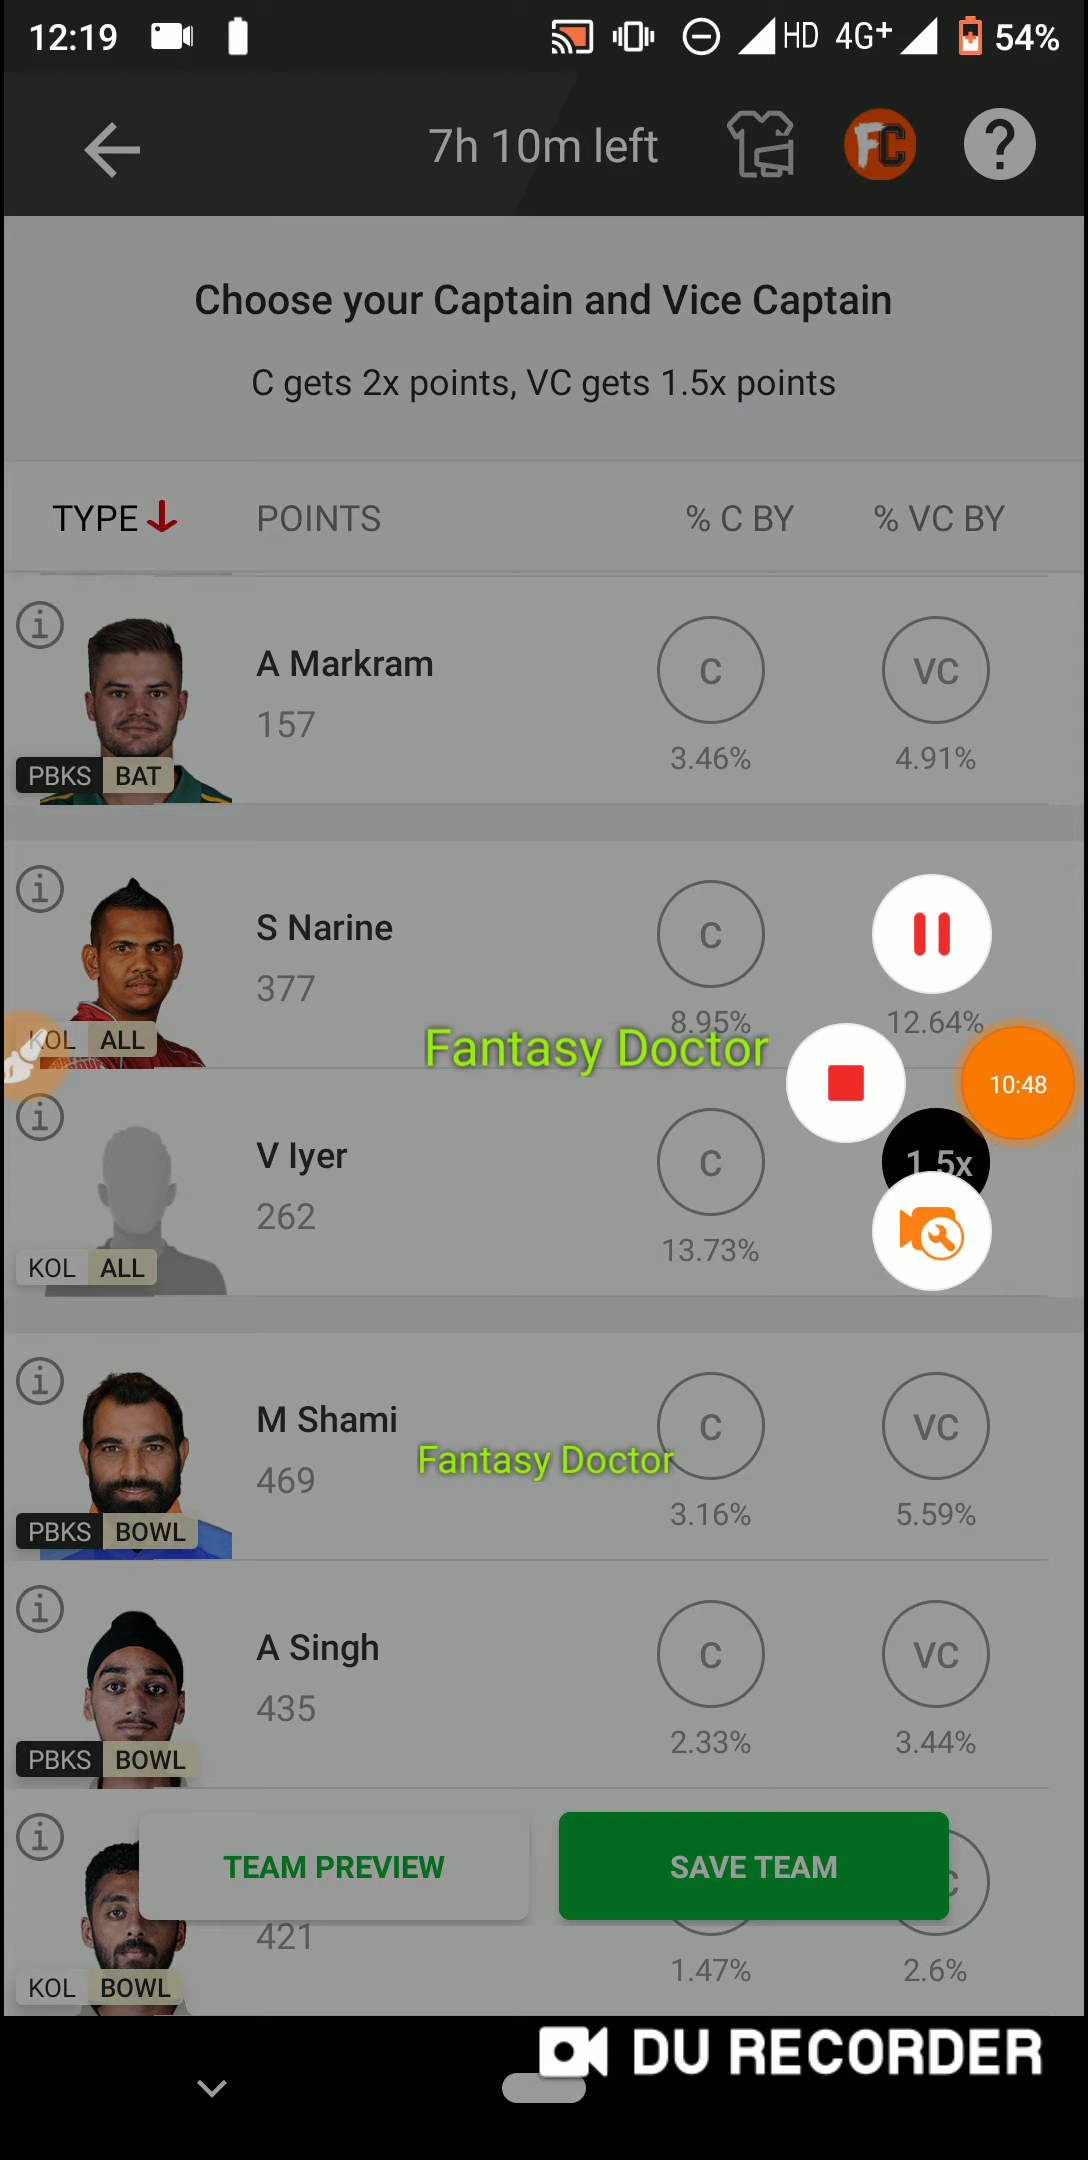 12:19 HD 4G+ 54%
7h 10m left FC ?
Choose your Captain and Vice Captain
C gets 2x points, VC gets 1.5x points
TYPE POINTS % C BY % VC BY
A Markram
157
C VC
3.46% 4.91%
PBKS BAT
S Narine
377
C
8.95% 12.64%
KOL ALL
Fantasy Doctor
10:48
V Iyer
262
C 1.5x
13.73%
KOL ALL
M Shami
469
C VC
3.16% 5.59%
PBKS BOWL
Fantasy Doctor
A Singh
435
C VC
2.33% 3.44%
PBKS BOWL
TEAM PREVIEW SAVE TEAM
421
1.47% 2.6%
KOL BOWL
DU RECORDER